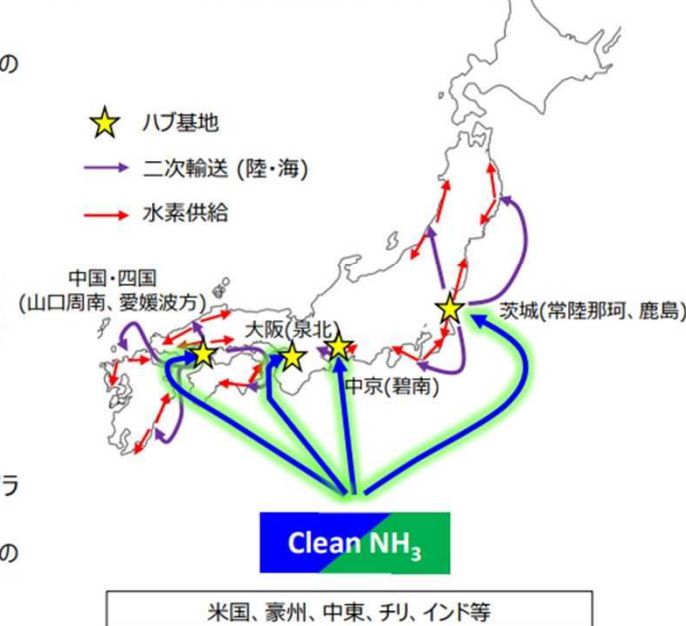 の
ハブ基地
二次輸送 (陸・海)
水素供給
中国・四国
(山口周南、愛媛波方)
大阪(泉北)
茨城(常陸那珂、鹿島)
中京(碧南)
ラ
Clean NH₃
の
米国、豪州、中東、チリ、インド等